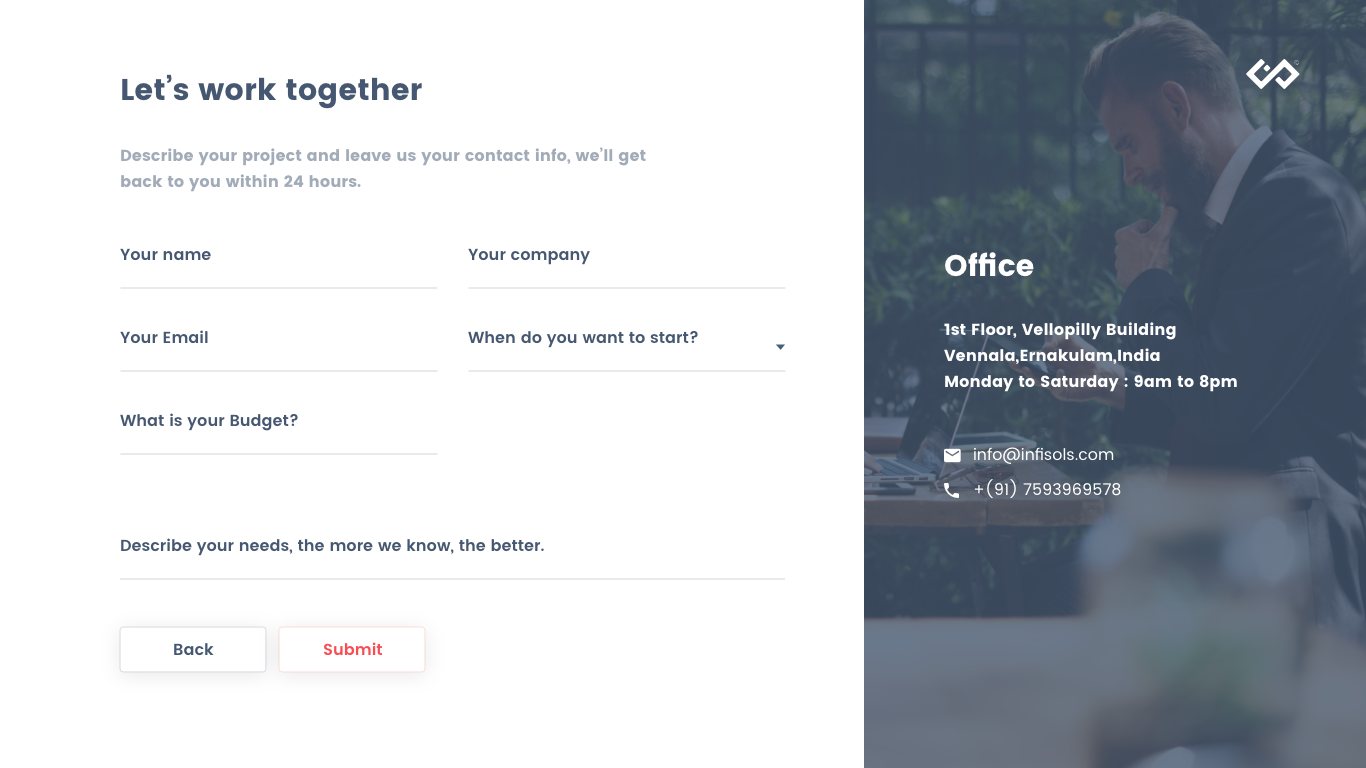 Let’s work together
Describe your project and leave us your contact info, we’ll get
back to you within 24 hours.
Your name
Your company
Your Email
When do you want to start?
What is your Budget?
Describe your needs, the more we know, the better.
Back
Submit
Office
1st Floor, Vellopilly Building
Vennala,Ernakulam,India
Monday to Saturday : 9am to 8pm
info@infisols.com
+(91) 7593969578